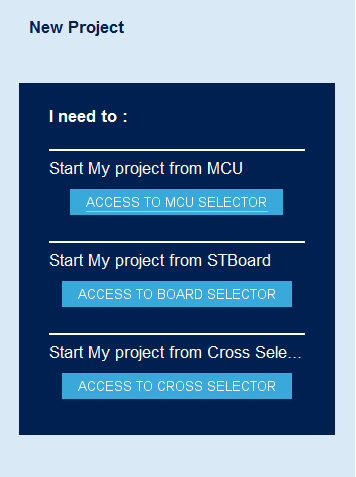 New Project
I need to :
Start My project from MCU
ACCESS TO MCU SELECTOR
Start My project from STBoard
ACCESS TO BOARD SELECTOR
Start My project from Cross Sele...
ACCESS TO CROSS SELECTOR